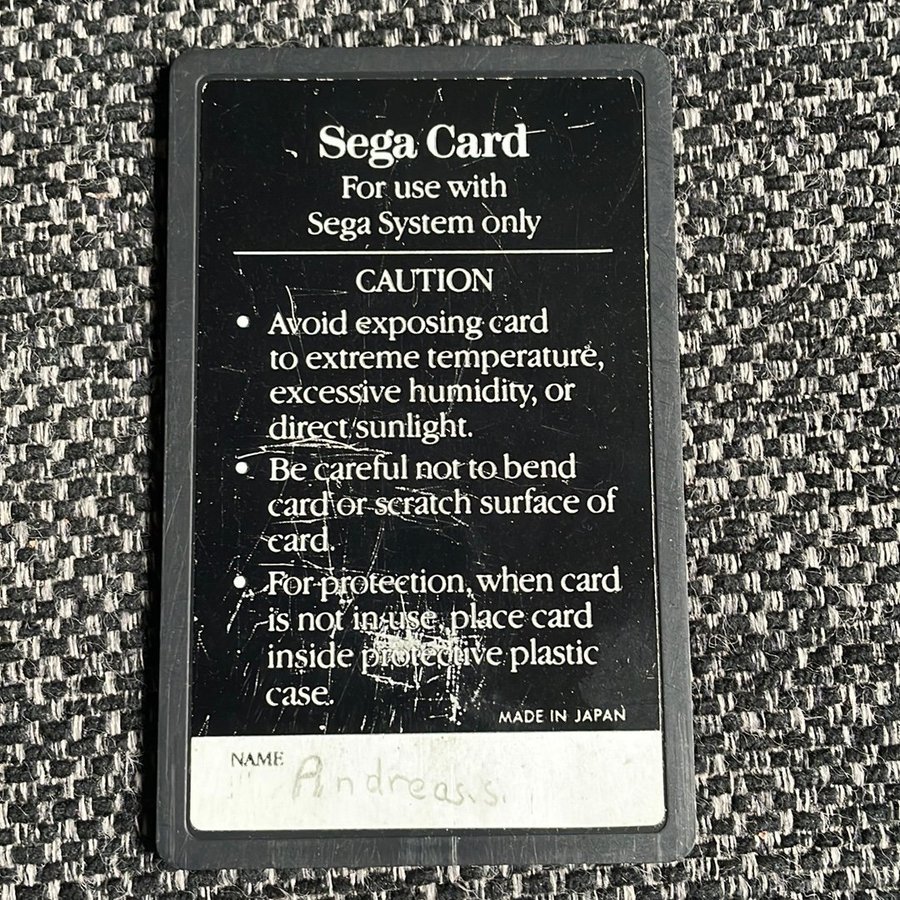 Sega Card
For use with
Sega System only
CAUTION
• Avoid exposing card
to extreme temperature,
excessive humidity, or
direct sunlight.
• Be careful not to bend
card or scratch surface of
card.
• For protection, when card
is not in use, place card
inside protective plastic
case.
MADE IN JAPAN
NAME
Andreas.s.